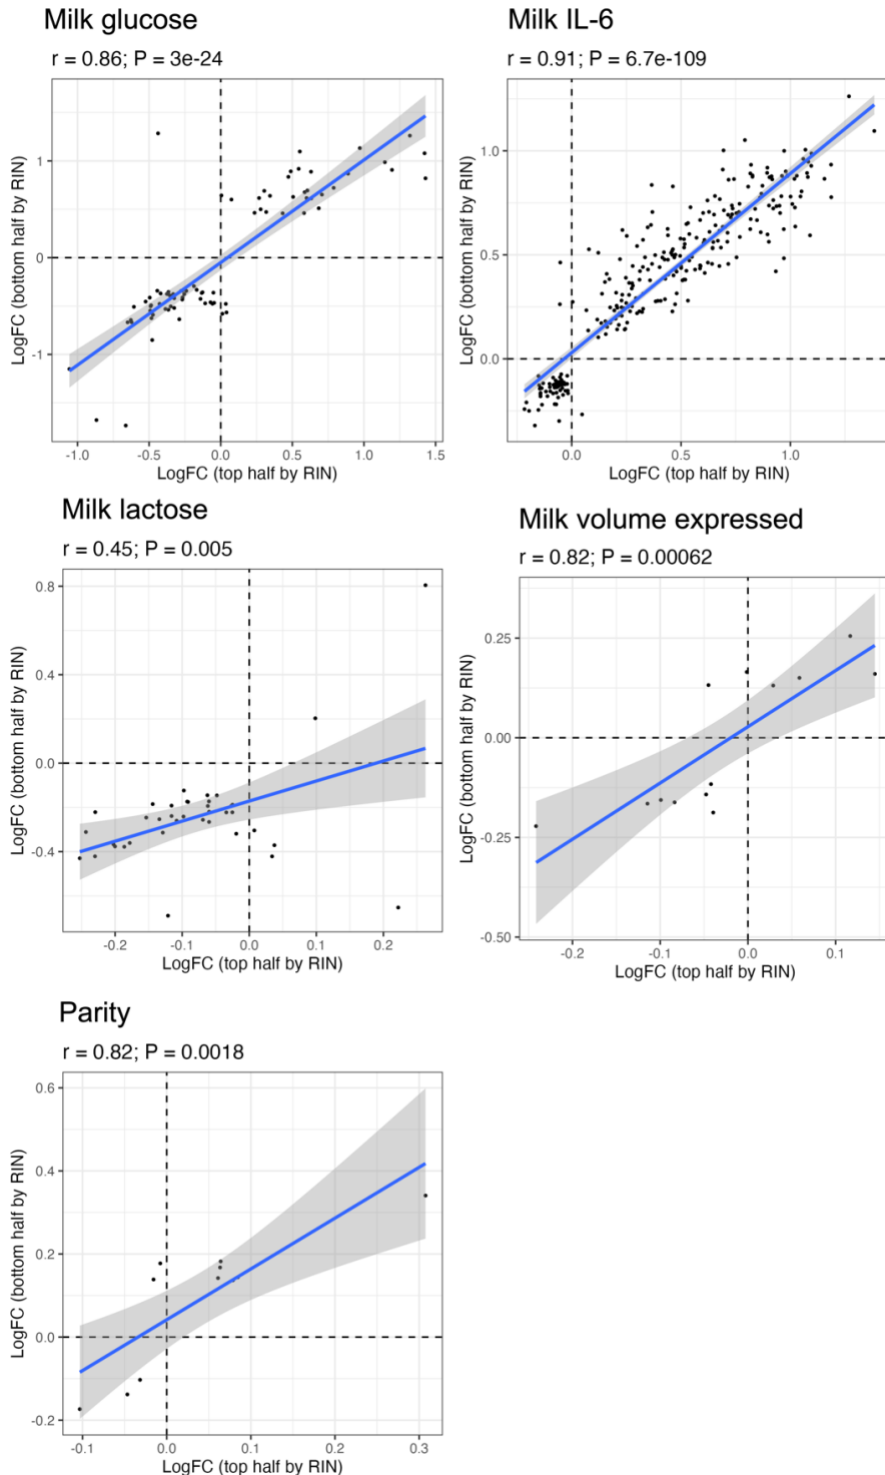 Milk glucose
r = 0.86; P = 3e-24
LogFC (bottom half by RIN)
1
0
-1
-1.0 -0.5 0.0 0.5 1.0 1.5
LogFC (top half by RIN)
Milk IL-6
r = 0.91; P = 6.7e-109
LogFC (bottom half by RIN)
1.0
0.5
0.0
0.0 0.5 1.0
LogFC (top half by RIN)
Milk lactose
r = 0.45; P = 0.005
LogFC (bottom half by RIN)
0.8
0.4
0.0
-0.4
-0.2 -0.1 0.0 0.1 0.2
LogFC (top half by RIN)
Milk volume expressed
r = 0.82; P = 0.00062
LogFC (bottom half by RIN)
0.25
0.00
-0.25
-0.50
-0.2 -0.1 0.0 0.1
LogFC (top half by RIN)
Parity
r = 0.82; P = 0.0018
LogFC (bottom half by RIN)
0.6
0.4
0.2
0.0
-0.2
-0.1 0.0 0.1 0.2 0.3
LogFC (top half by RIN)